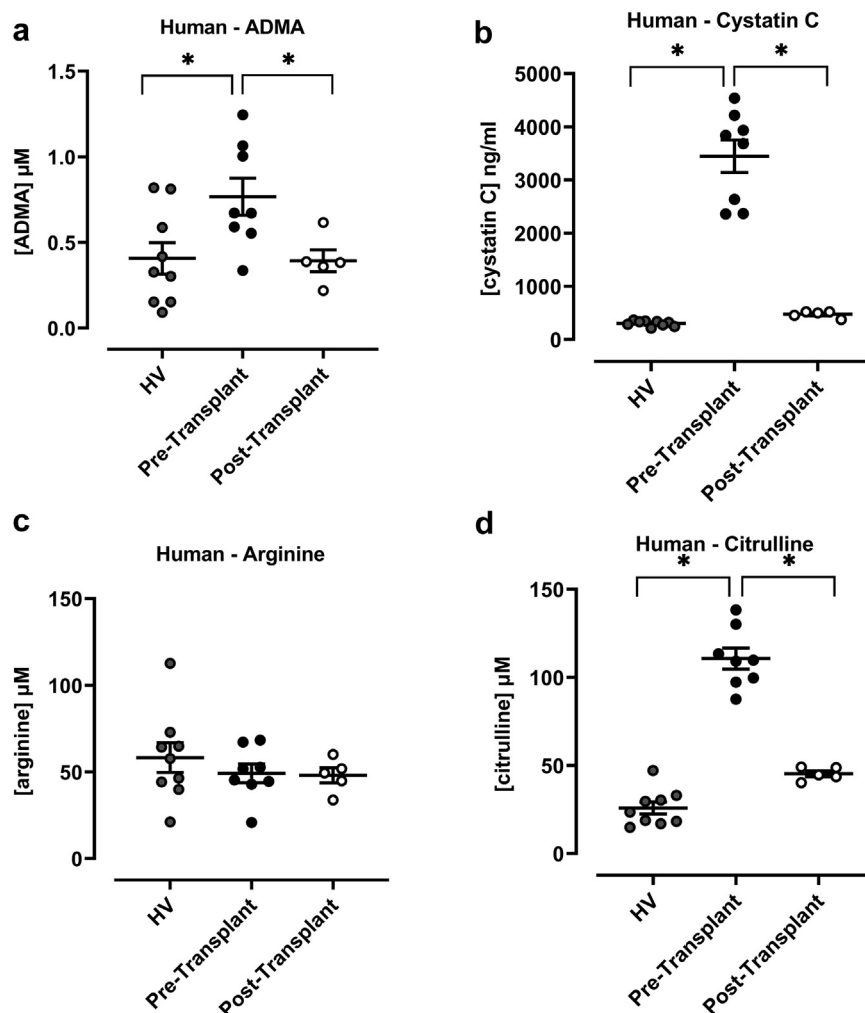 a
Human - ADMA
*
*
[ADMA] µM
1.5
1.0
0.5
0.0
HV
Pre-Transplant
Post-Transplant
b
Human - Cystatin C
*
*
[cystatin C] ng/ml
5000
4000
3000
2000
1000
0
HV
Pre-Transplant
Post-Transplant
c
Human - Arginine
[arginine] µM
150
100
50
0
HV
Pre-Transplant
Post-Transplant
d
Human - Citrulline
*
*
[citrulline] µM
150
100
50
0
HV
Pre-Transplant
Post-Transplant